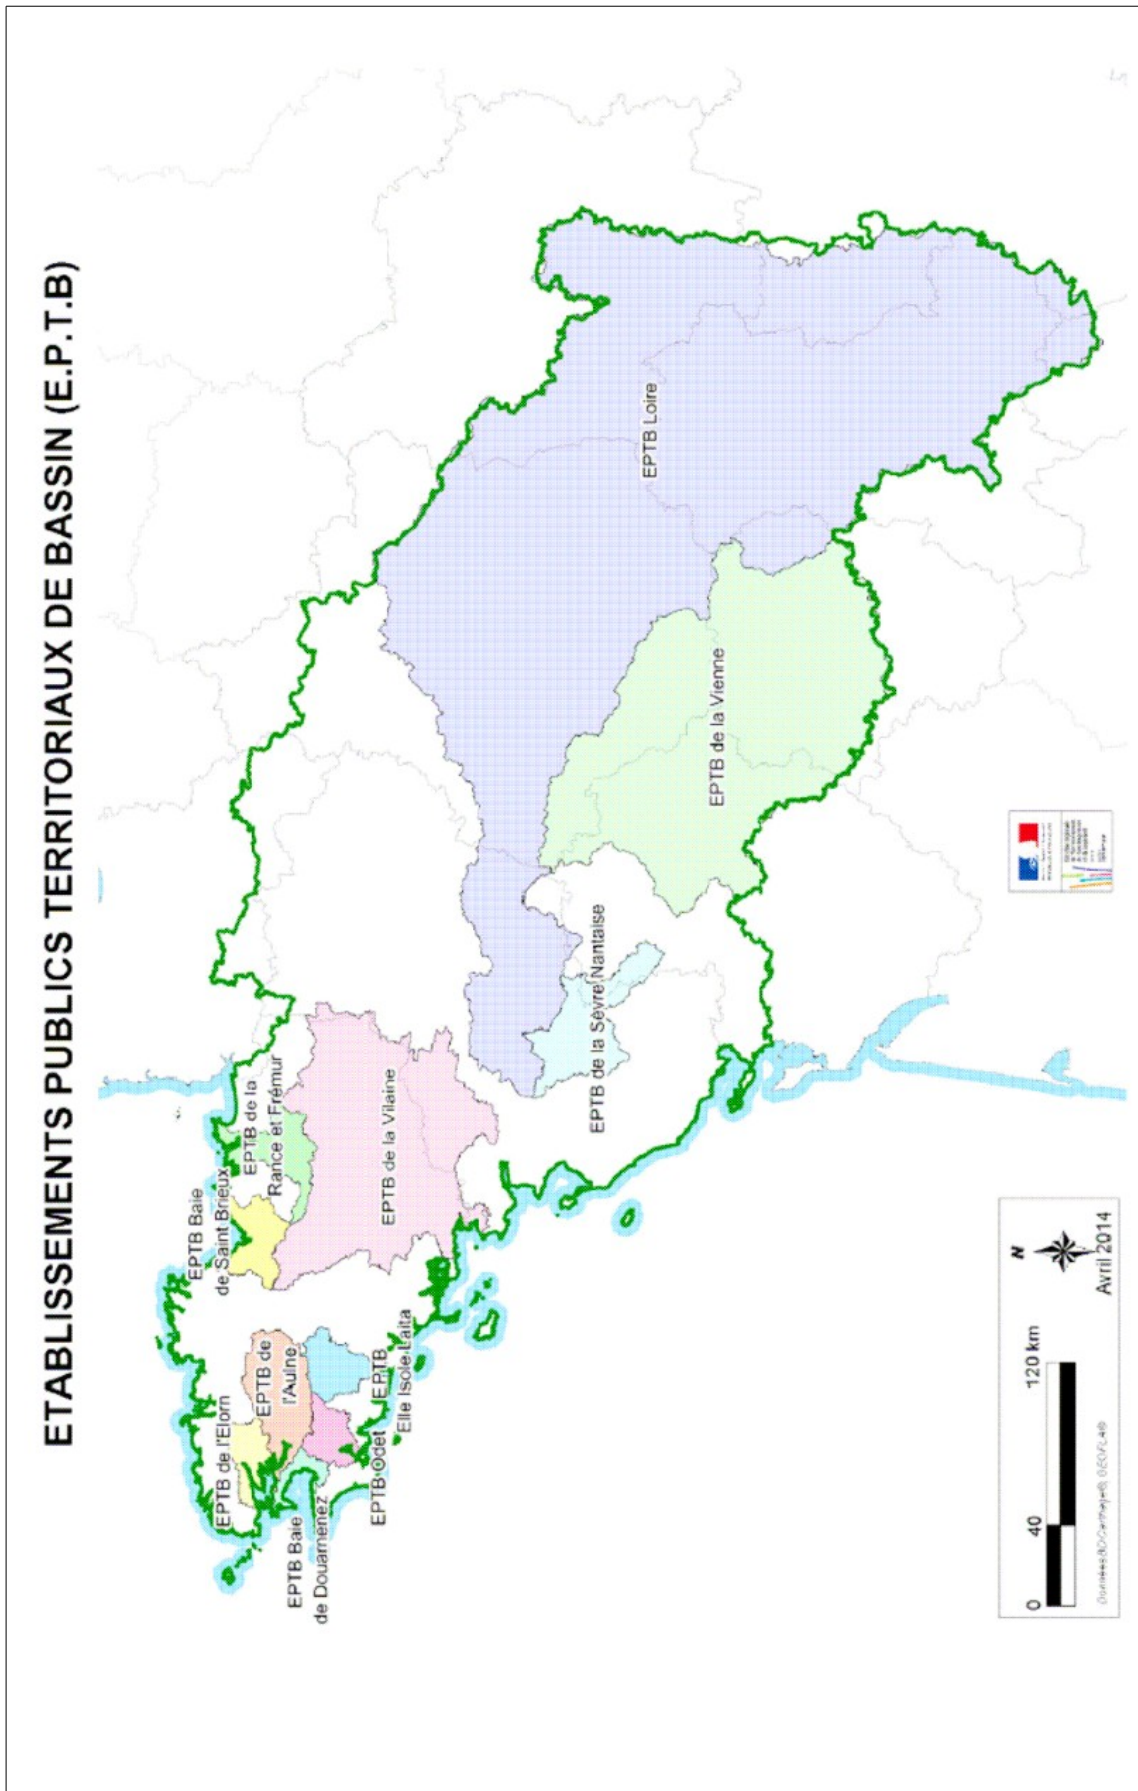 ETABLISSEMENTS PUBLICS TERRITORIAUX DE BASSIN (E.P.T.B)
EPTB de l'Elorn
EPTB Baie
de Saint Brieux
EPTB de la
Rance et Frémur
EPTB de
l'Aulne
EPTB Baie
de Douarnenez
EPTB Odet
EPTB
Elle Isole Laita
EPTB de la Vilaine
EPTB Loire
EPTB de la Sèvre Nantaise
EPTB de la Vienne
0 40 120 km
N
Avril 2014